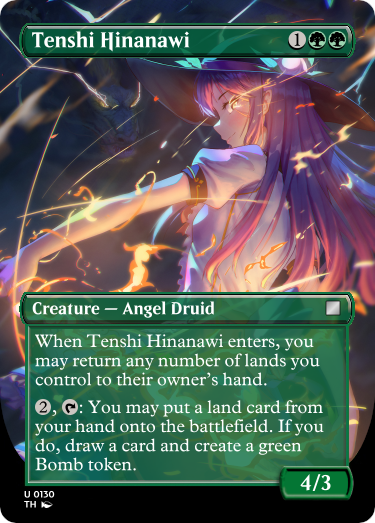 Tenshi Hinanawi 1
Creature — Angel Druid
When Tenshi Hinanawi enters, you
may return any number of lands you
control to their owner's hand.
2, : You may put a land card from
your hand onto the battlefield. If you
do, draw a card and create a green
Bomb token.
4/3
U 0130
TH